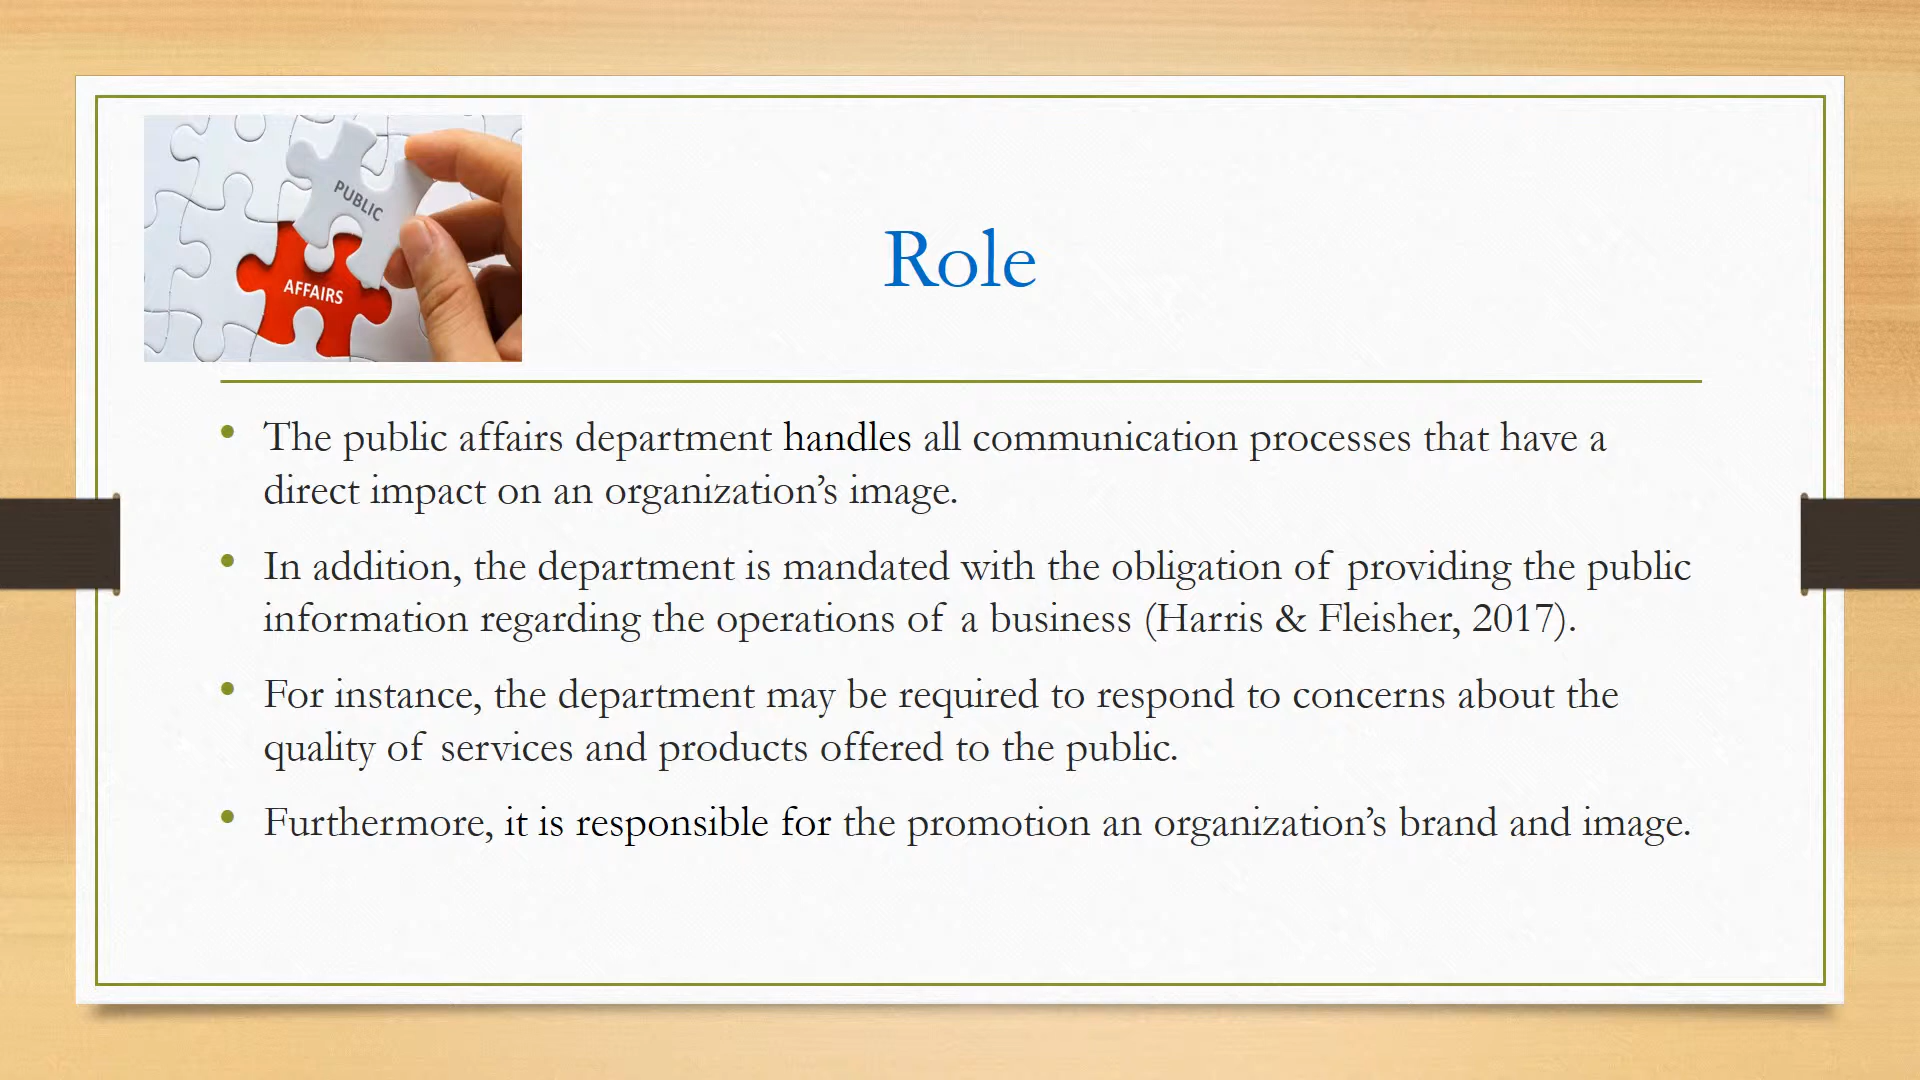 PUBLIC
AFFAIRS
Role
• The public affairs department handles all communication processes that have a
direct impact on an organization’s image.
• In addition, the department is mandated with the obligation of providing the public
information regarding the operations of a business (Harris & Fleisher, 2017).
• For instance, the department may be required to respond to concerns about the
quality of services and products offered to the public.
• Furthermore, it is responsible for the promotion an organization’s brand and image.